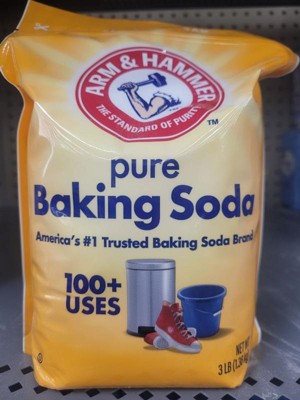 ARM & HAMMER
THE STANDARD OF PURITY
TM
pure
Baking Soda
America's #1 Trusted Baking Soda Brand
100+
USES
NET WT
3 LB (1.36